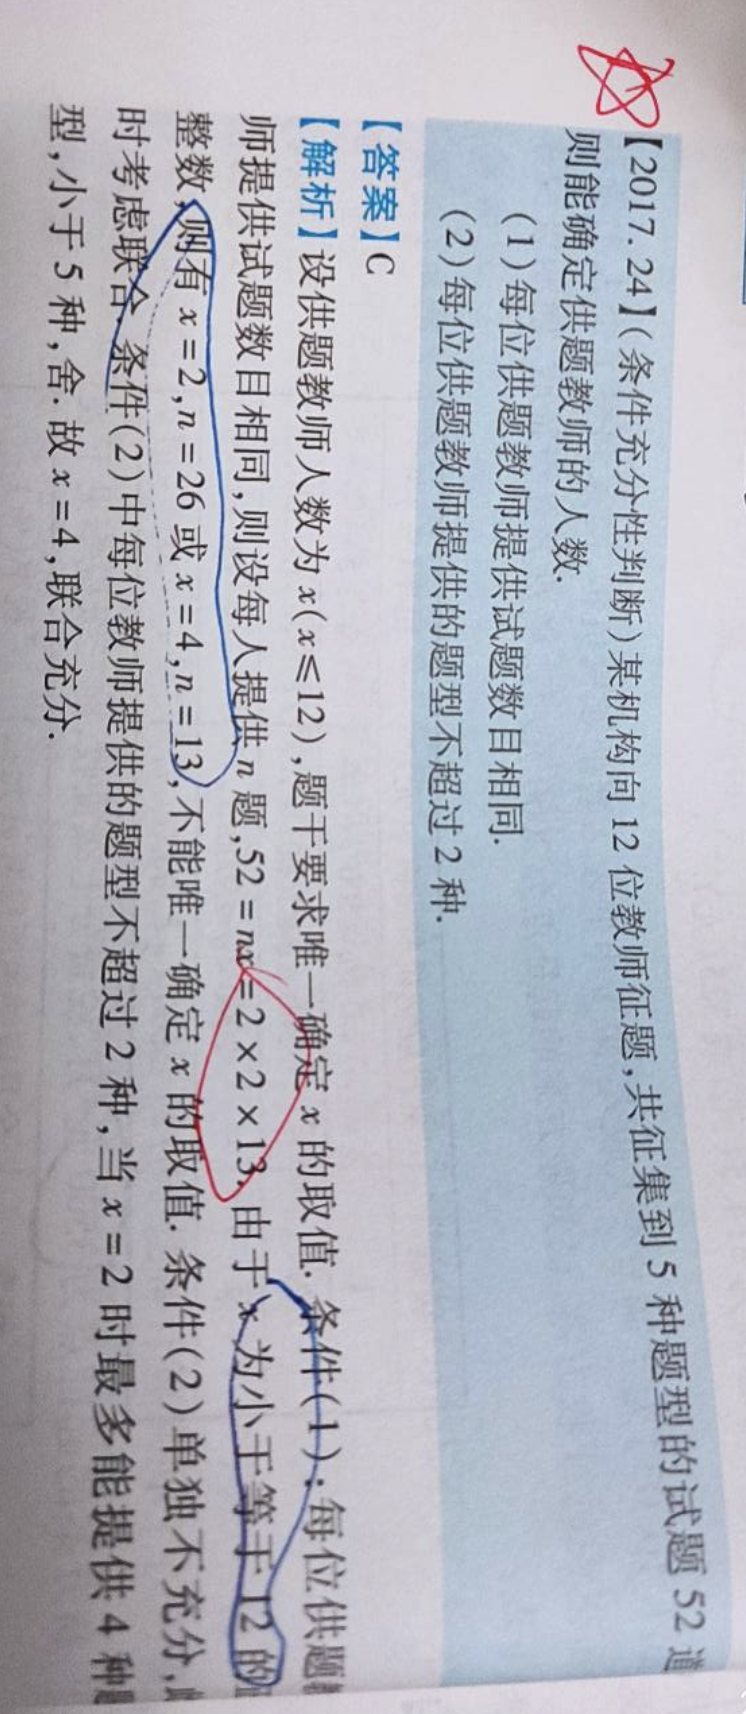 【2017.24】(条件充分性判断)某机构向 12 位教师征题,共征集到 5 种题型的试题 52 道
则能确定供题教师的人数.
(1)每位供题教师提供试题数目相同.
(2)每位供题教师提供的题型不超过 2 种.
【答案】C
【解析】设供题教师人数为 x(x≤12),题干要求唯一确定 x 的取值. 条件(1):每位供题
师提供试题数目相同,则设每人提供 n 题,52 = nx = 2 × 2 × 13. 由于 x 为小于等于 12 的
整数,则有 x = 2,n = 26 或 x = 4,n = 13,不能唯一确定 x 的取值. 条件(2)单独不充分,
时考虑联合. 条件(2)中每位教师提供的题型不超过 2 种,当 x = 2 时最多能提供 4 种
型,小于 5 种,舍. 故 x = 4,联合充分.